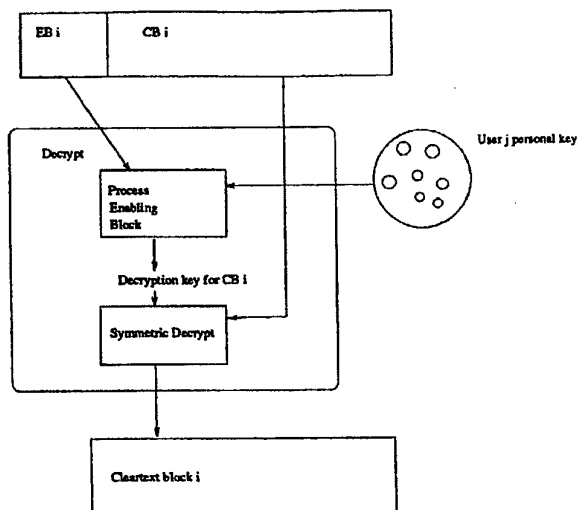 EB i
CB i
User j personal key
Decrypt
Process
Enabling
Block
Decryption key for CB i
Symmetric Decrypt
Cleartext block i